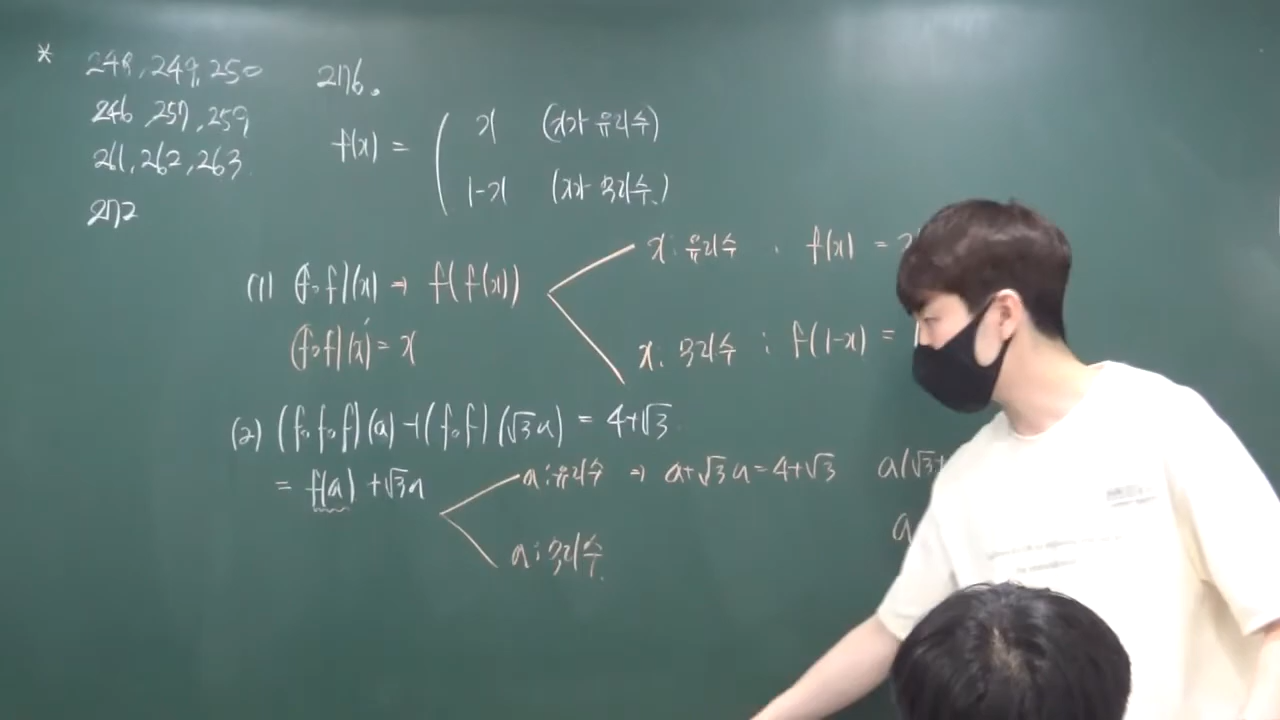 * 248, 249, 250
246, 257, 259
261, 262, 263
272
276.
f(x) = x (x가 유리수)
1-x (x가 무리수)
(1) (f∘f)(x) → f(f(x))
x : 유리수 : f(x) =
(f∘f)(x) = x
x : 무리수 : f(1-x) =
(2) (f∘f∘f)(a) + (f∘f)(√3a) = 4+√3
= f(a) + √3a
a : 유리수 ⇒ a+√3a = 4+√3 a(√3+
a
a : 무리수